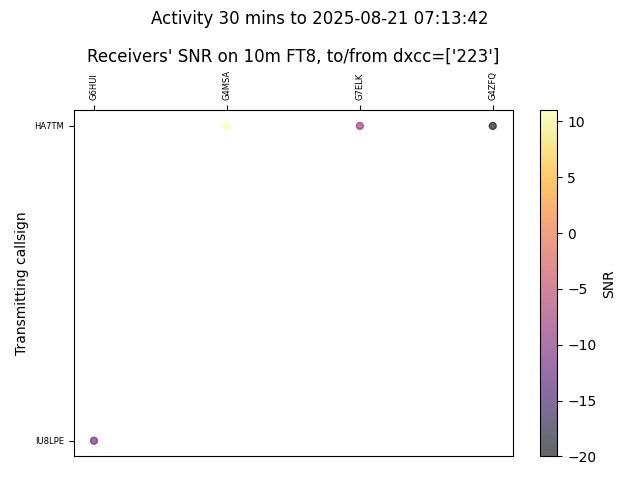 Activity 30 mins to 2025-08-21 07:13:42
Receivers' SNR on 10m FT8, to/from dxcc=['223']
G6HUI
G4MSA
G7ELK
G4ZFQ
HA7TM
IU8LPE
Transmitting callsign
10
5
0
−5
−10
−15
−20
SNR